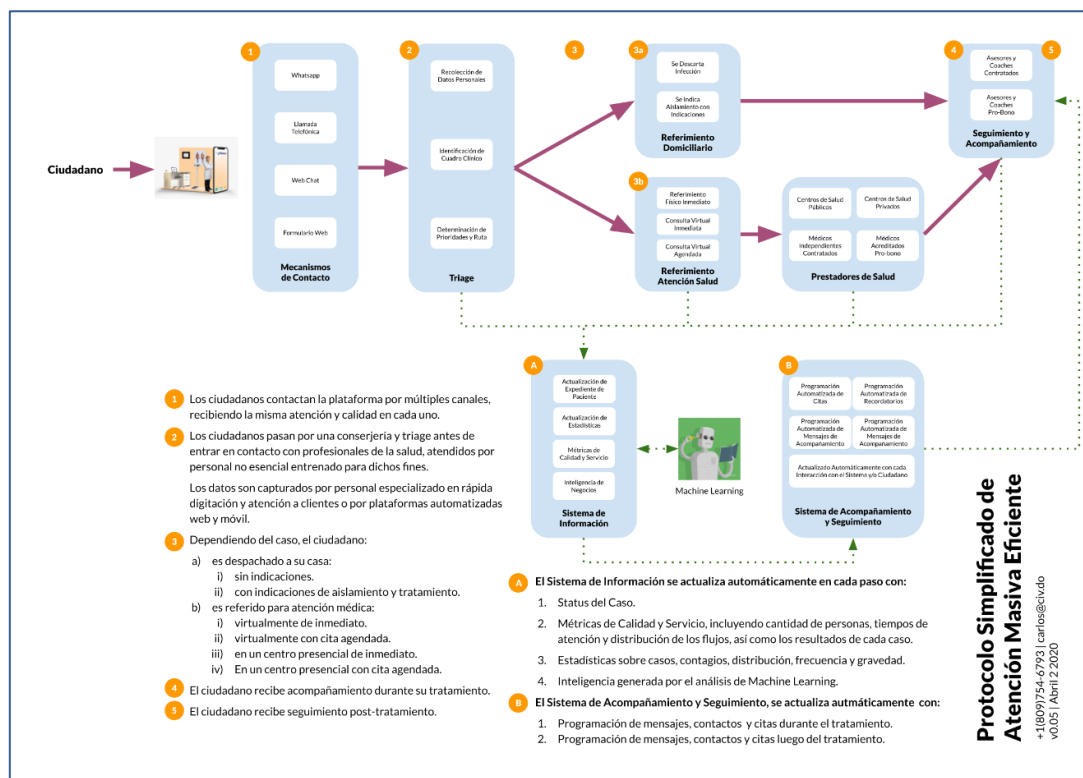 1
2
3
3a
4
5
Whatsapp
Llamada
Telefónica
Web Chat
Formulario Web
Mecanismos
de Contacto
Recolección de
Datos Personales
Identificación de
Cuadro Clínico
Determinación de
Prioridades y Ruta
Triage
Se Descarta
Infección
Se Indica
Aislamiento con
Indicaciones
Referimiento
Domiciliario
Asesores y
Coaches
Contratados
Asesores y
Coaches
Pro-Bono
Seguimiento y
Acompañamiento
Ciudadano
3b
Referimiento
Físico Inmediato
Consulta Virtual
Inmediata
Consulta Virtual
Agendada
Referimiento
Atención Salud
Centros de Salud
Públicos
Centros de Salud
Privados
Médicos
Independientes
Contratados
Médicos
Acreditados
Pro-bono
Prestadores de Salud
A
Actualización de
Expediente de
Paciente
Actualización de
Estadísticas
Métricas de
Calidad y Servicio
Inteligencia de
Negocios
Sistema de
Información
Machine Learning
B
Programación
Automatizada de
Citas
Programación
Automatizada de
Recordatorios
Programación
Automatizada de
Mensajes de
Acompañamiento
Programación
Automatizada de
Mensajes de
Acompañamiento
Actualizado Automáticamente con cada
Interacción con el Sistema y/o Ciudadano
Sistema de Acompañamiento
y Seguimiento
1 Los ciudadanos contactan la plataforma por múltiples canales,
recibiendo la misma atención y calidad en cada uno.
2 Los ciudadanos pasan por una conserjeria y triage antes de
entrar en contacto con profesionales de la salud, atendidos por
personal no esencial entrenado para dichos fines.
Los datos son capturados por personal especializado en rápida
digitación y atención a clientes o por plataformas automatizadas
web y móvil.
3 Dependiendo del caso, el ciudadano:
a) es despachado a su casa:
i) sin indicaciones.
ii) con indicaciones de aislamiento y tratamiento.
b) es referido para atención médica:
i) virtualmente de inmediato.
ii) virtualmente con cita agendada.
iii) en un centro presencial de inmediato.
iv) En un centro presencial con cita agendada.
4 El ciudadano recibe acompañamiento durante su tratamiento.
5 El ciudadano recibe seguimiento post-tratamiento.
A El Sistema de Información se actualiza automáticamente en cada paso con:
1. Status del Caso.
2. Métricas de Calidad y Servicio, incluyendo cantidad de personas, tiempos de
atención y distribución de los flujos, así como los resultados de cada caso.
3. Estadísticas sobre casos, contagios, distribución, frecuencia y gravedad.
4. Inteligencia generada por el análisis de Machine Learning.
B El Sistema de Acompañamiento y Seguimiento, se actualiza autmáticamente con:
1. Programación de mensajes, contactos y citas durante el tratamiento.
2. Programación de mensajes, contactos y citas luego del tratamiento.
Protocolo Simplificado de
Atención Masiva Eficiente
+1(809)754-6793 | carlos@civ.do
v0.05 | Abril 2 2020